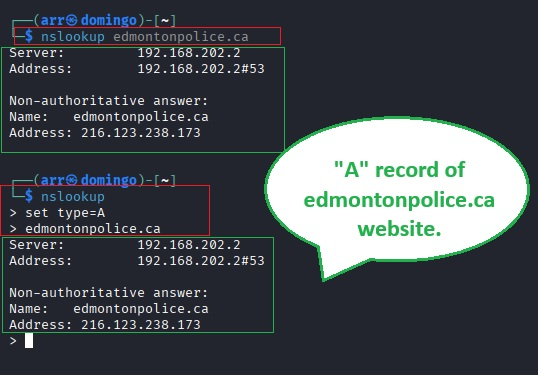 ┌──(arr㉿domingo)-[~]
└─$ nslookup edmontonpolice.ca
Server:         192.168.202.2
Address:        192.168.202.2#53
Non-authoritative answer:
Name:   edmontonpolice.ca
Address: 216.123.238.173
┌──(arr㉿domingo)-[~]
└─$ nslookup
> set type=A
> edmontonpolice.ca
Server:         192.168.202.2
Address:        192.168.202.2#53
Non-authoritative answer:
Name:   edmontonpolice.ca
Address: 216.123.238.173
>
"A" record of
edmontonpolice.ca
website.